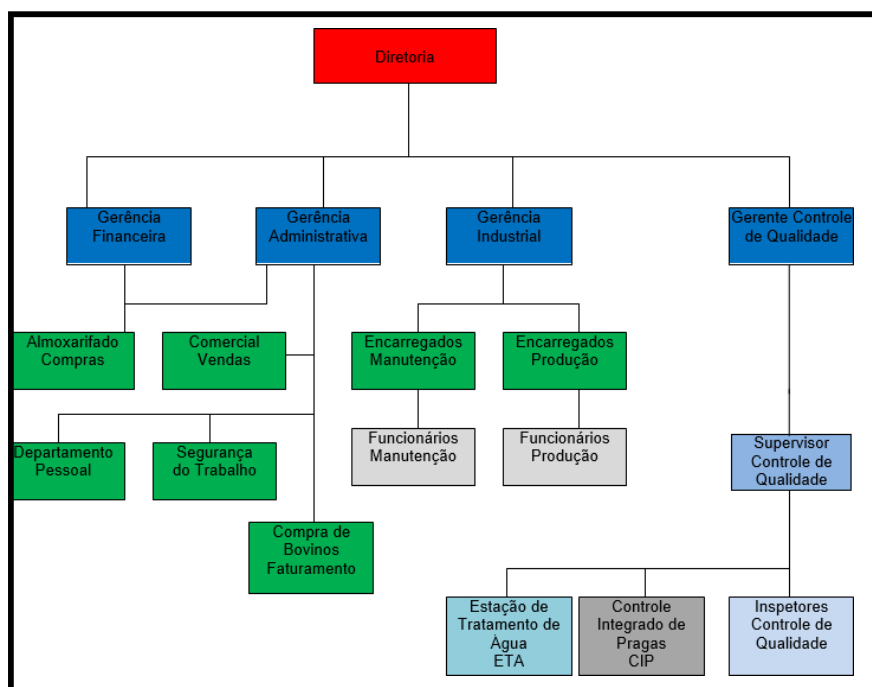 Diretoria
Gerência
Financeira
Gerência
Administrativa
Gerência
Industrial
Gerente Controle
de Qualidade
Almoxarifado
Compras
Comercial
Vendas
Encarregados
Manutenção
Encarregados
Produção
Departamento
Pessoal
Segurança
do Trabalho
Funcionários
Manutenção
Funcionários
Produção
Supervisor
Controle de
Qualidade
Compra de
Bovinos
Faturamento
Estação de
Tratamento de
Àgua
ETA
Controle
Integrado de
Pragas
CIP
Inspetores
Controle de
Qualidade